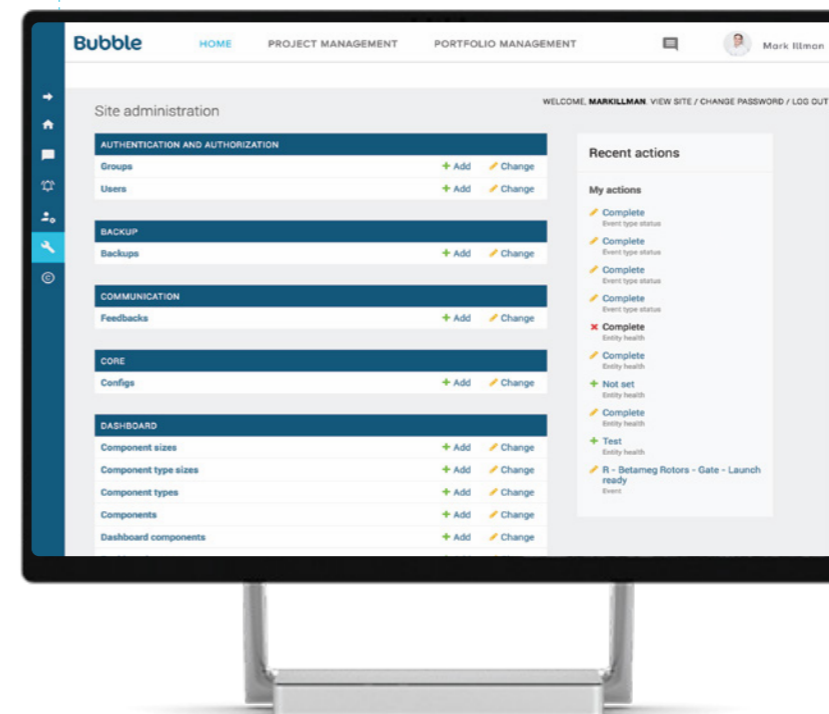 Bubble
HOME
PROJECT MANAGEMENT
PORTFOLIO MANAGEMENT
Mark Illman
WELCOME, MARKILLMAN. VIEW SITE / CHANGE PASSWORD / LOG OUT
Site administration
AUTHENTICATION AND AUTHORIZATION
Groups + Add Change
Users + Add Change
BACKUP
Backups + Add Change
COMMUNICATION
Feedbacks + Add Change
CORE
Configs + Add Change
DASHBOARD
Component sizes + Add Change
Component type sizes + Add Change
Component types + Add Change
Components + Add Change
Dashboard components + Add Change
Recent actions
My actions
Complete
Event type status
Complete
Event type status
Complete
Event type status
Complete
Event type status
Complete
Entity health
Complete
Entity health
Not set
Entity health
Complete
Entity health
Test
Entity health
R - Betameg Rotors - Gate - Launch
ready
Event